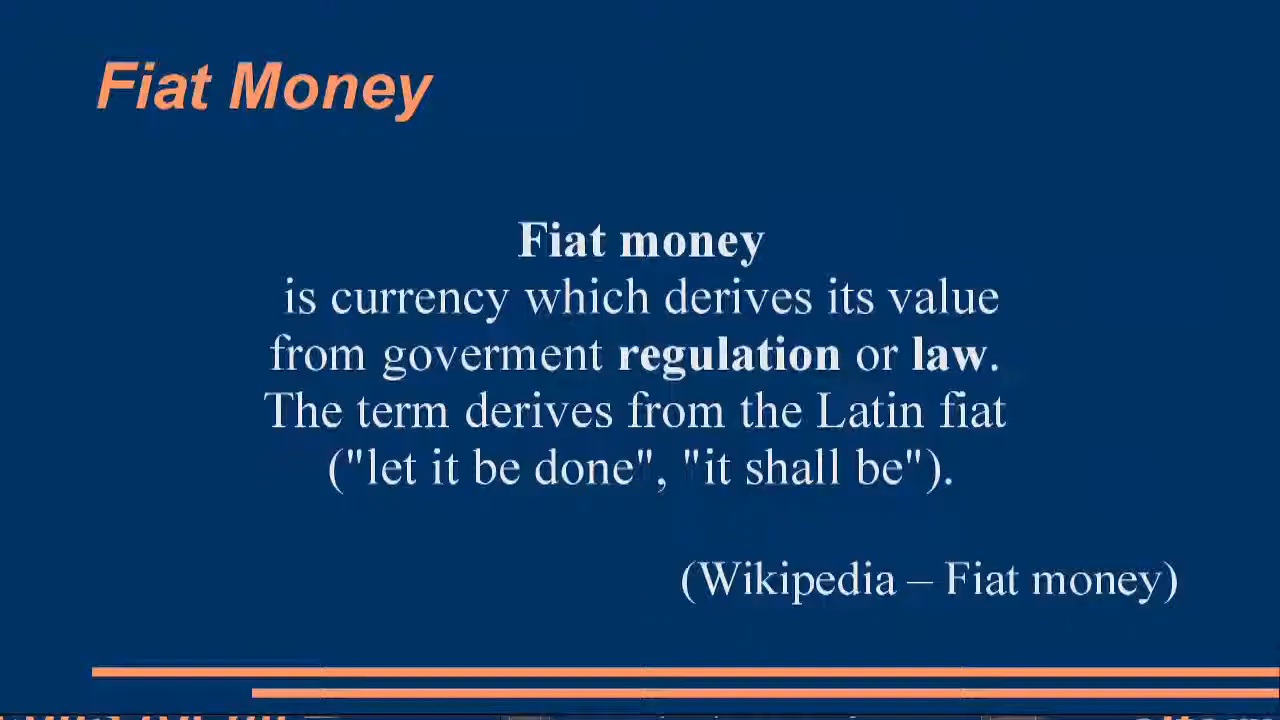 Fiat Money
Fiat money
is currency which derives its value
from goverment regulation or law.
The term derives from the Latin fiat
("let it be done", "it shall be").
(Wikipedia – Fiat money)